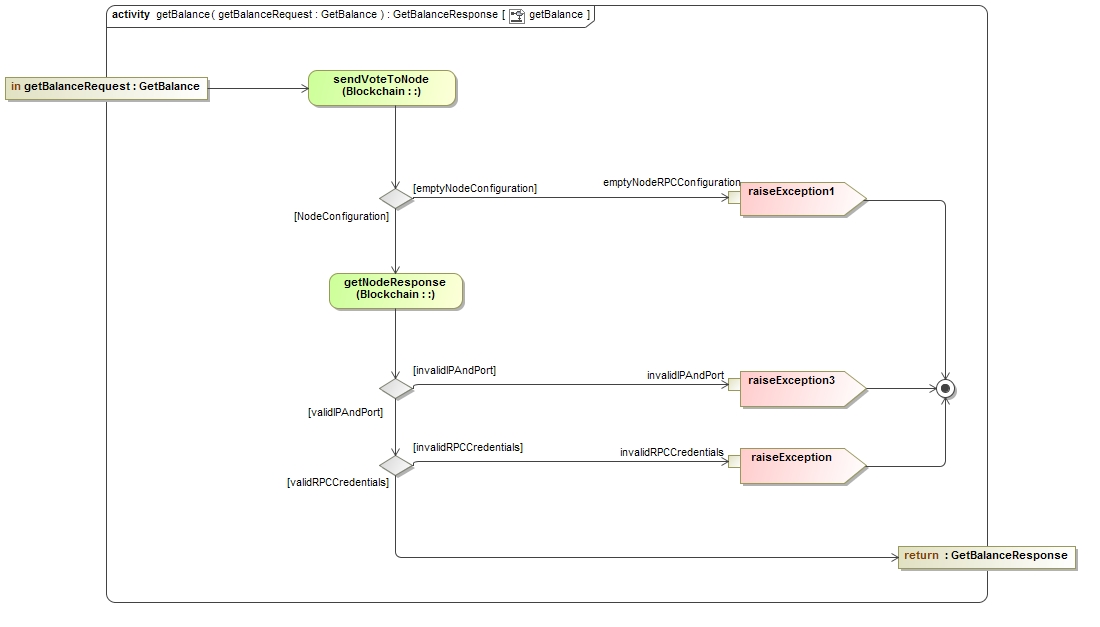 activity getBalance( getBalanceRequest : GetBalance ) : GetBalanceResponse [ getBalance ]
in getBalanceRequest : GetBalance
sendVoteToNode
(Blockchain : :)
[emptyNodeConfiguration]
emptyNodeRPCConfiguration
raiseException1
[NodeConfiguration]
getNodeResponse
(Blockchain : :)
[invalidIPAndPort]
invalidIPAndPort
raiseException3
[validIPAndPort]
[invalidRPCCredentials]
invalidRPCCredentials
raiseException
[validRPCCredentials]
return : GetBalanceResponse